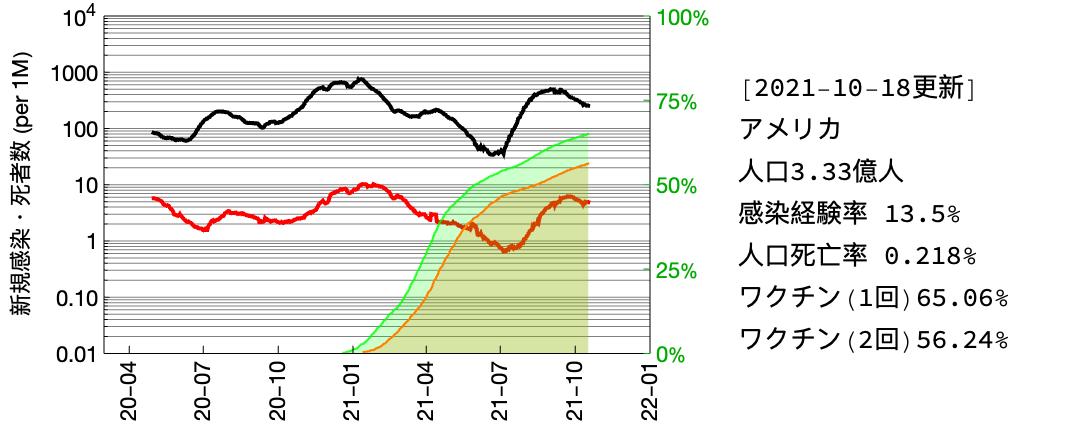 新規感染・死者数 (per 1M)
10⁴
1000
100
10
1
0.10
0.01
100%
75%
50%
25%
0%
20-04
20-07
20-10
21-01
21-04
21-07
21-10
22-01
[2021-10-18更新]
アメリカ
人口3.33億人
感染経験率 13.5%
人口死亡率 0.218%
ワクチン(1回)65.06%
ワクチン(2回)56.24%